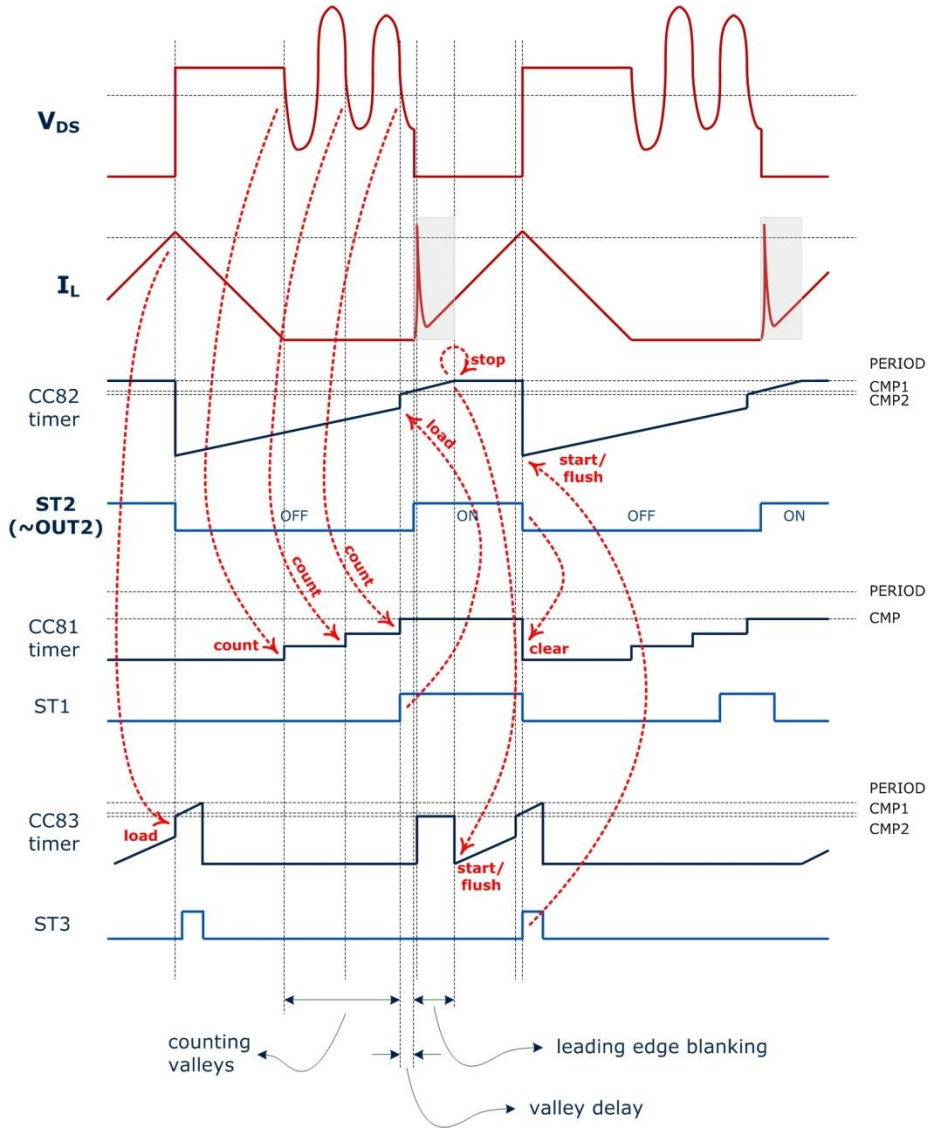 V_DS
I_L
stop
PERIOD
CC82
timer
CMP1
CMP2
load
start/
flush
ST2
(~OUT2)
OFF
ON
OFF
ON
count
count
PERIOD
CC81
timer
CMP
count
clear
ST1
PERIOD
CC83
timer
CMP1
CMP2
load
start/
flush
ST3
counting
valleys
leading edge blanking
valley delay